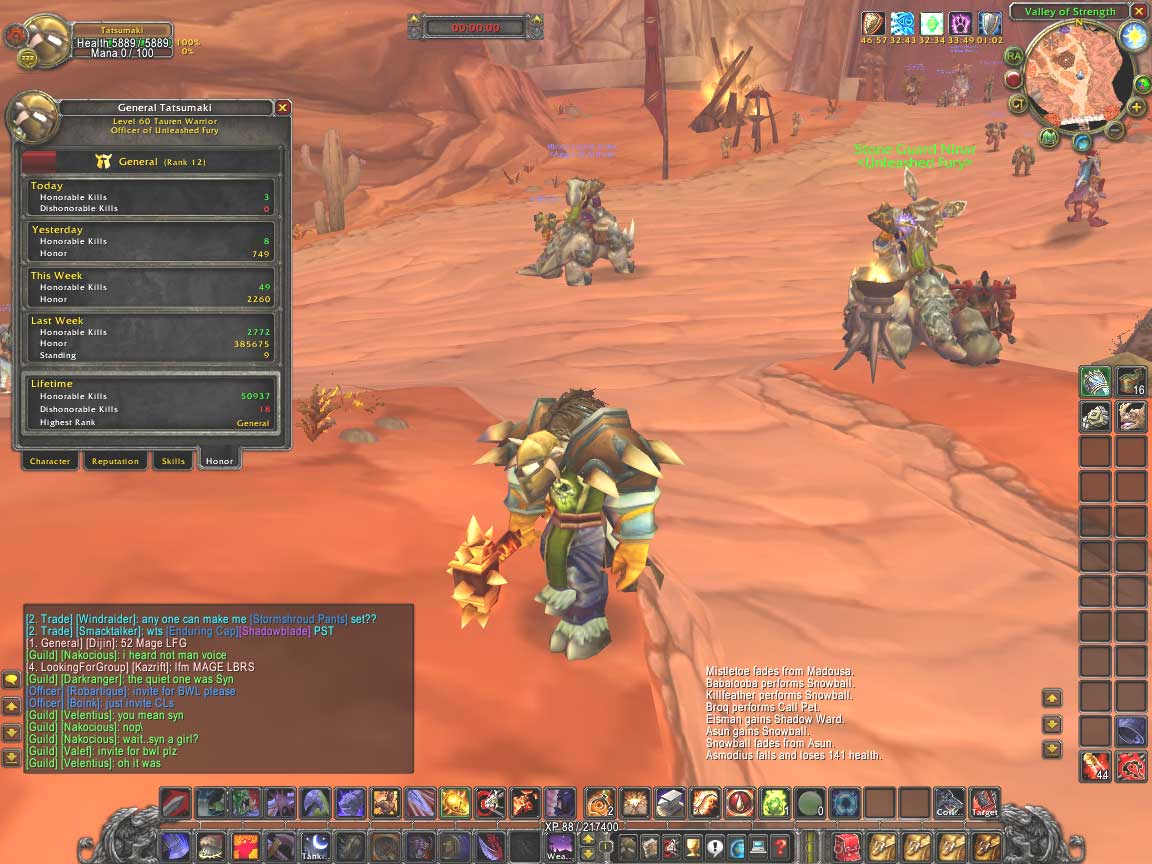 Tatsumaki
Health 5889 / 5889 100%
Mana 0 / 100 0%
00:00:00
46:57 32:43 32:34 33:49 01:02
Valley of Strength
N
RA
CT
General Tatsumaki
Level 60 Tauren Warrior
Officer of Unleashed Fury
General (Rank 12)
Today
Honorable Kills 3
Dishonorable Kills 0
Yesterday
Honorable Kills 8
Honor 749
This Week
Honorable Kills 49
Honor 2260
Last Week
Honorable Kills 2772
Honor 385675
Standing 9
Lifetime
Honorable Kills 50937
Dishonorable Kills 18
Highest Rank General
Character Reputation Skills Honor
Stone Guard
<Unleashed Fury>
16
[2. Trade] [Windraider]: any one can make me [Stormshroud Pants] set??
[2. Trade] [Smacktalker]: wts [Enduring Cap][Shadowblade] PST
[1. General] [Dijin]: 52 Mage LFG
[Guild] [Nakocious]: i heard not man voice
[4. LookingForGroup] [Kazrift]: lfm MAGE LBRS
[Guild] [Darkranger]: the quiet one was Syn
[Officer] [Robartique]: invite for BWL please
[Officer] [Boink]: just invite CLs
[Guild] [Velentius]: you mean syn
[Guild] [Nakocious]: nop\
[Guild] [Nakocious]: wait..syn a girl?
[Guild] [Valef]: invite for bwl plz
[Guild] [Velentius]: oh it was
Mistletoe fades from Madousa.
Babalooba performs Snowball.
Killfeather performs Snowball.
Broq performs Call Pet.
Eisman gains Shadow Ward.
Asun gains Snowball.
Snowball fades from Asun.
Asmodius falls and loses 141 health.
44
2
0
Target
XP 88 / 217400
Tank...
Wea...
1